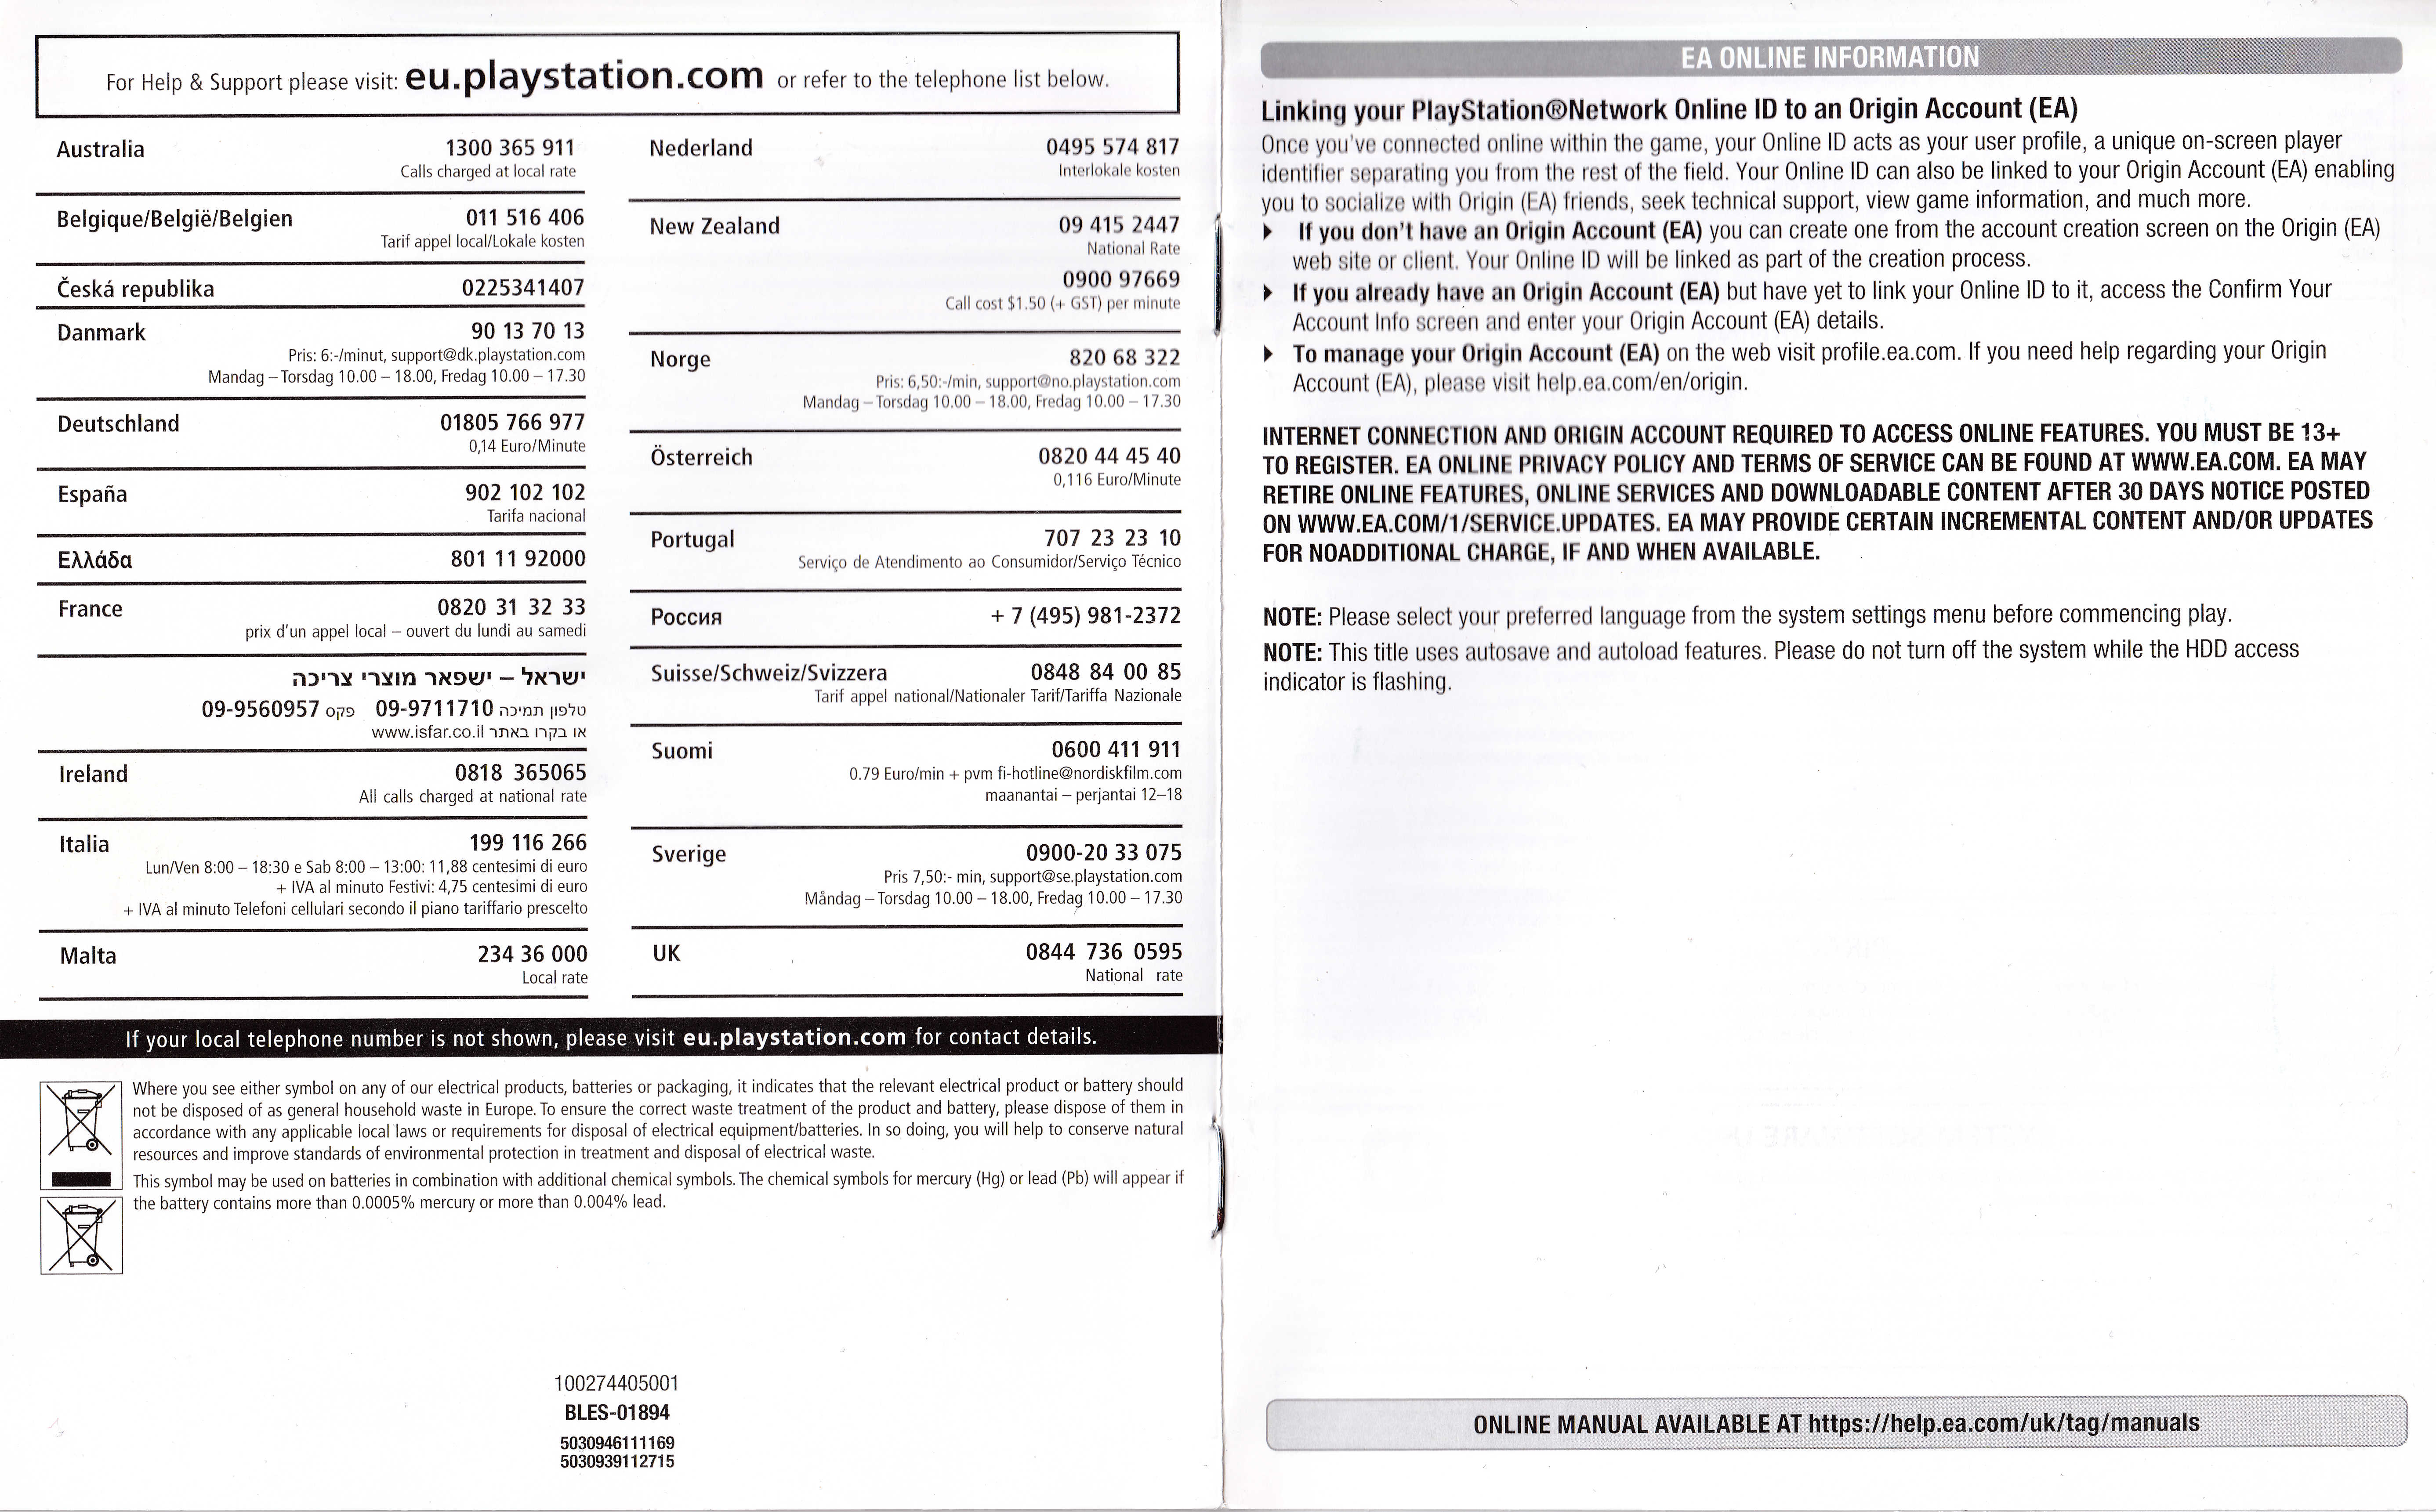 For Help & Support please visit: eu.playstation.com or refer to the telephone list below.
Australia 1300 365 911
Calls charged at local rate
Belgique/België/Belgien 011 516 406
Tarif appel local/Lokale kosten
Česká republika 0225341407
Danmark 90 13 70 13
Pris: 6:-/minut, support@dk.playstation.com
Mandag – Torsdag 10.00 – 18.00, Fredag 10.00 – 17.30
Deutschland 01805 766 977
0,14 Euro/Minute
España 902 102 102
Tarifa nacional
Ελλάδα 801 11 92000
France 0820 31 32 33
prix d'un appel local – ouvert du lundi au samedi
ישראל – ישפאר מוצרי צריכה
טלפון תמיכה 09-9711710 פקס 09-9560957
או בקרו באתר www.isfar.co.il
Ireland 0818 365065
All calls charged at national rate
Italia 199 116 266
Lun/Ven 8:00 – 18:30 e Sab 8:00 – 13:00: 11,88 centesimi di euro
+ IVA al minuto Festivi: 4,75 centesimi di euro
+ IVA al minuto Telefoni cellulari secondo il piano tariffario prescelto
Malta 234 36 000
Local rate
Nederland 0495 574 817
Interlokale kosten
New Zealand 09 415 2447
National Rate
0900 97669
Call cost $1.50 (+ GST) per minute
Norge 820 68 322
Pris: 6,50:-/min, support@no.playstation.com
Mandag – Torsdag 10.00 – 18.00, Fredag 10.00 – 17.30
Österreich 0820 44 45 40
0,116 Euro/Minute
Portugal 707 23 23 10
Serviço de Atendimento ao Consumidor/Serviço Técnico
Россия + 7 (495) 981-2372
Suisse/Schweiz/Svizzera 0848 84 00 85
Tarif appel national/Nationaler Tarif/Tariffa Nazionale
Suomi 0600 411 911
0.79 Euro/min + pvm fi-hotline@nordiskfilm.com
maanantai – perjantai 12–18
Sverige 0900-20 33 075
Pris 7,50:- min, support@se.playstation.com
Måndag – Torsdag 10.00 – 18.00, Fredag 10.00 – 17.30
UK 0844 736 0595
National rate
If your local telephone number is not shown, please visit eu.playstation.com for contact details.
Where you see either symbol on any of our electrical products, batteries or packaging, it indicates that the relevant electrical product or battery should
not be disposed of as general household waste in Europe. To ensure the correct waste treatment of the product and battery, please dispose of them in
accordance with any applicable local laws or requirements for disposal of electrical equipment/batteries. In so doing, you will help to conserve natural
resources and improve standards of environmental protection in treatment and disposal of electrical waste.
This symbol may be used on batteries in combination with additional chemical symbols. The chemical symbols for mercury (Hg) or lead (Pb) will appear if
the battery contains more than 0.0005% mercury or more than 0.004% lead.
100274405001
BLES-01894
5030946111169
5030939112715
EA ONLINE INFORMATION
Linking your PlayStation®Network Online ID to an Origin Account (EA)
Once you've connected online within the game, your Online ID acts as your user profile, a unique on-screen player
identifier separating you from the rest of the field. Your Online ID can also be linked to your Origin Account (EA) enabling
you to socialize with Origin (EA) friends, seek technical support, view game information, and much more.
If you don't have an Origin Account (EA) you can create one from the account creation screen on the Origin (EA)
web site or client. Your Online ID will be linked as part of the creation process.
If you already have an Origin Account (EA) but have yet to link your Online ID to it, access the Confirm Your
Account Info screen and enter your Origin Account (EA) details.
To manage your Origin Account (EA) on the web visit profile.ea.com. If you need help regarding your Origin
Account (EA), please visit help.ea.com/en/origin.
INTERNET CONNECTION AND ORIGIN ACCOUNT REQUIRED TO ACCESS ONLINE FEATURES. YOU MUST BE 13+
TO REGISTER. EA ONLINE PRIVACY POLICY AND TERMS OF SERVICE CAN BE FOUND AT WWW.EA.COM. EA MAY
RETIRE ONLINE FEATURES, ONLINE SERVICES AND DOWNLOADABLE CONTENT AFTER 30 DAYS NOTICE POSTED
ON WWW.EA.COM/1/SERVICE.UPDATES. EA MAY PROVIDE CERTAIN INCREMENTAL CONTENT AND/OR UPDATES
FOR NOADDITIONAL CHARGE, IF AND WHEN AVAILABLE.
NOTE: Please select your preferred language from the system settings menu before commencing play.
NOTE: This title uses autosave and autoload features. Please do not turn off the system while the HDD access
indicator is flashing.
ONLINE MANUAL AVAILABLE AT https://help.ea.com/uk/tag/manuals